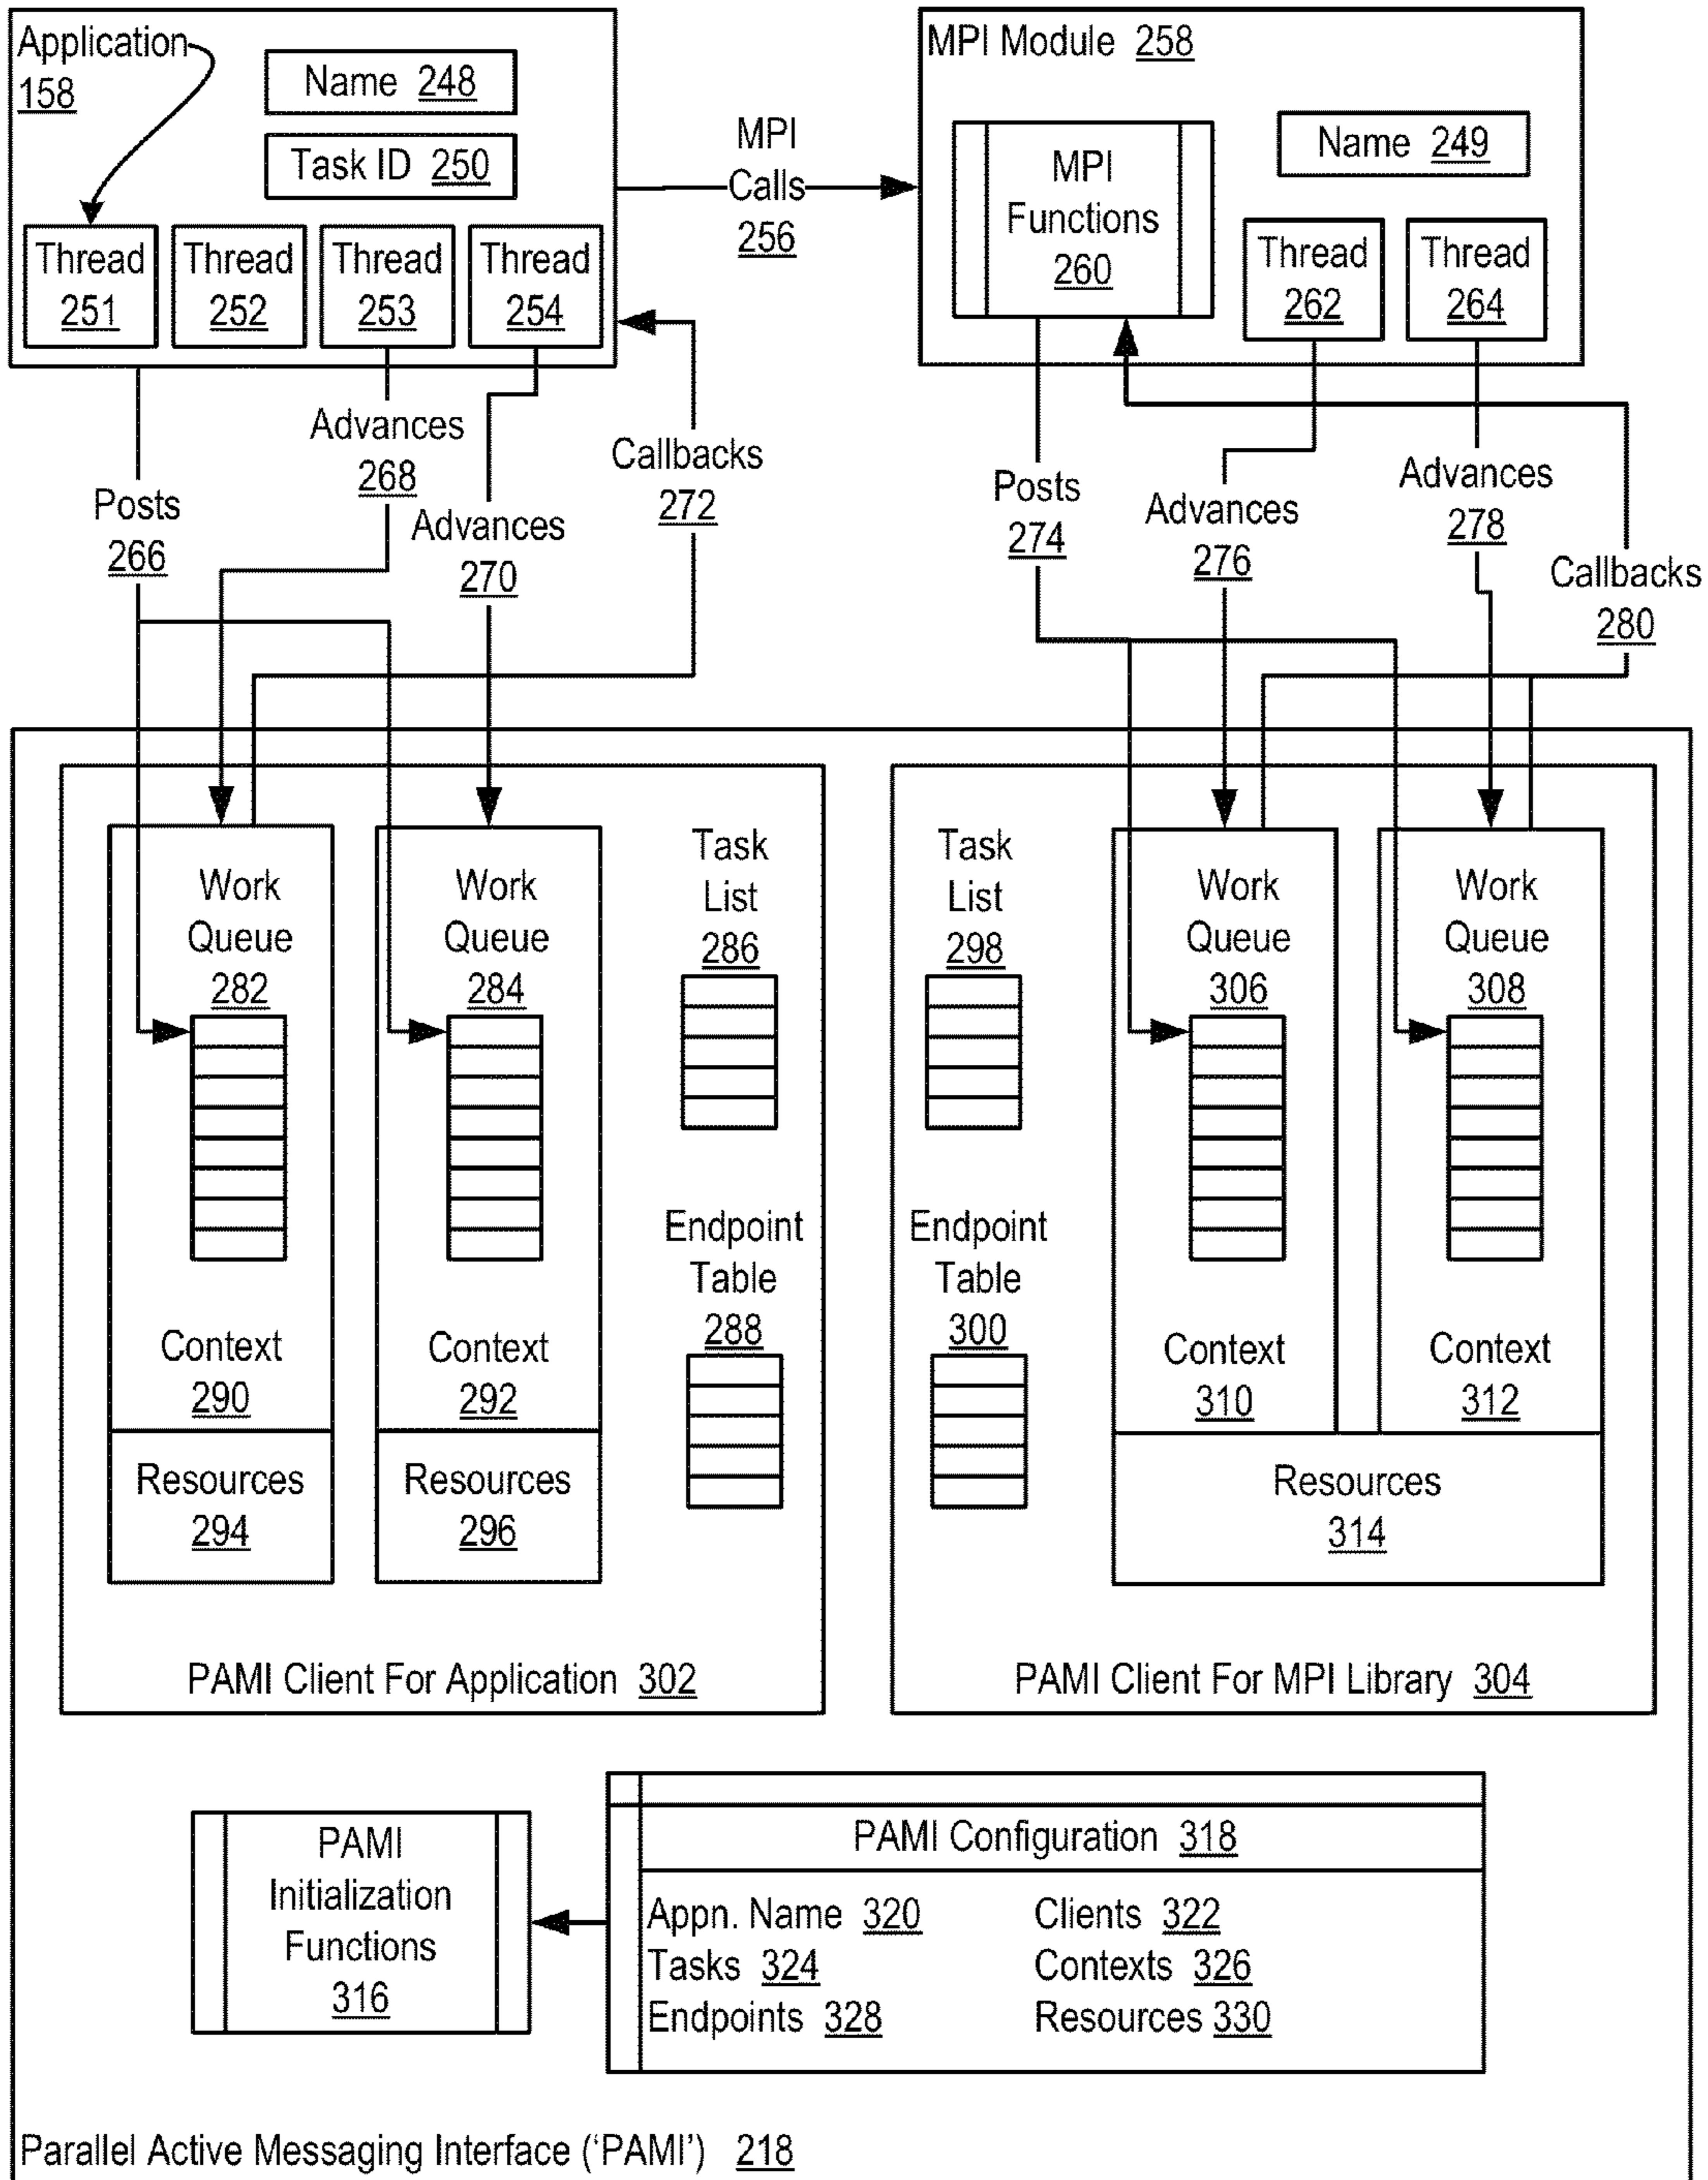 Application
158
Name 248
Task ID 250
Thread
251
Thread
252
Thread
253
Thread
254
MPI
Calls
256
MPI Module 258
MPI
Functions
260
Name 249
Thread
262
Thread
264
Posts
266
Advances
268
Advances
270
Callbacks
272
Posts
274
Advances
276
Advances
278
Callbacks
280
Work
Queue
282
Context
290
Resources
294
Work
Queue
284
Context
292
Resources
296
Task
List
286
Endpoint
Table
288
PAMI Client For Application 302
Task
List
298
Endpoint
Table
300
Work
Queue
306
Context
310
Work
Queue
308
Context
312
Resources
314
PAMI Client For MPI Library 304
PAMI
Initialization
Functions
316
PAMI Configuration 318
Appn. Name 320 Clients 322
Tasks 324 Contexts 326
Endpoints 328 Resources 330
Parallel Active Messaging Interface (‘PAMI’) 218